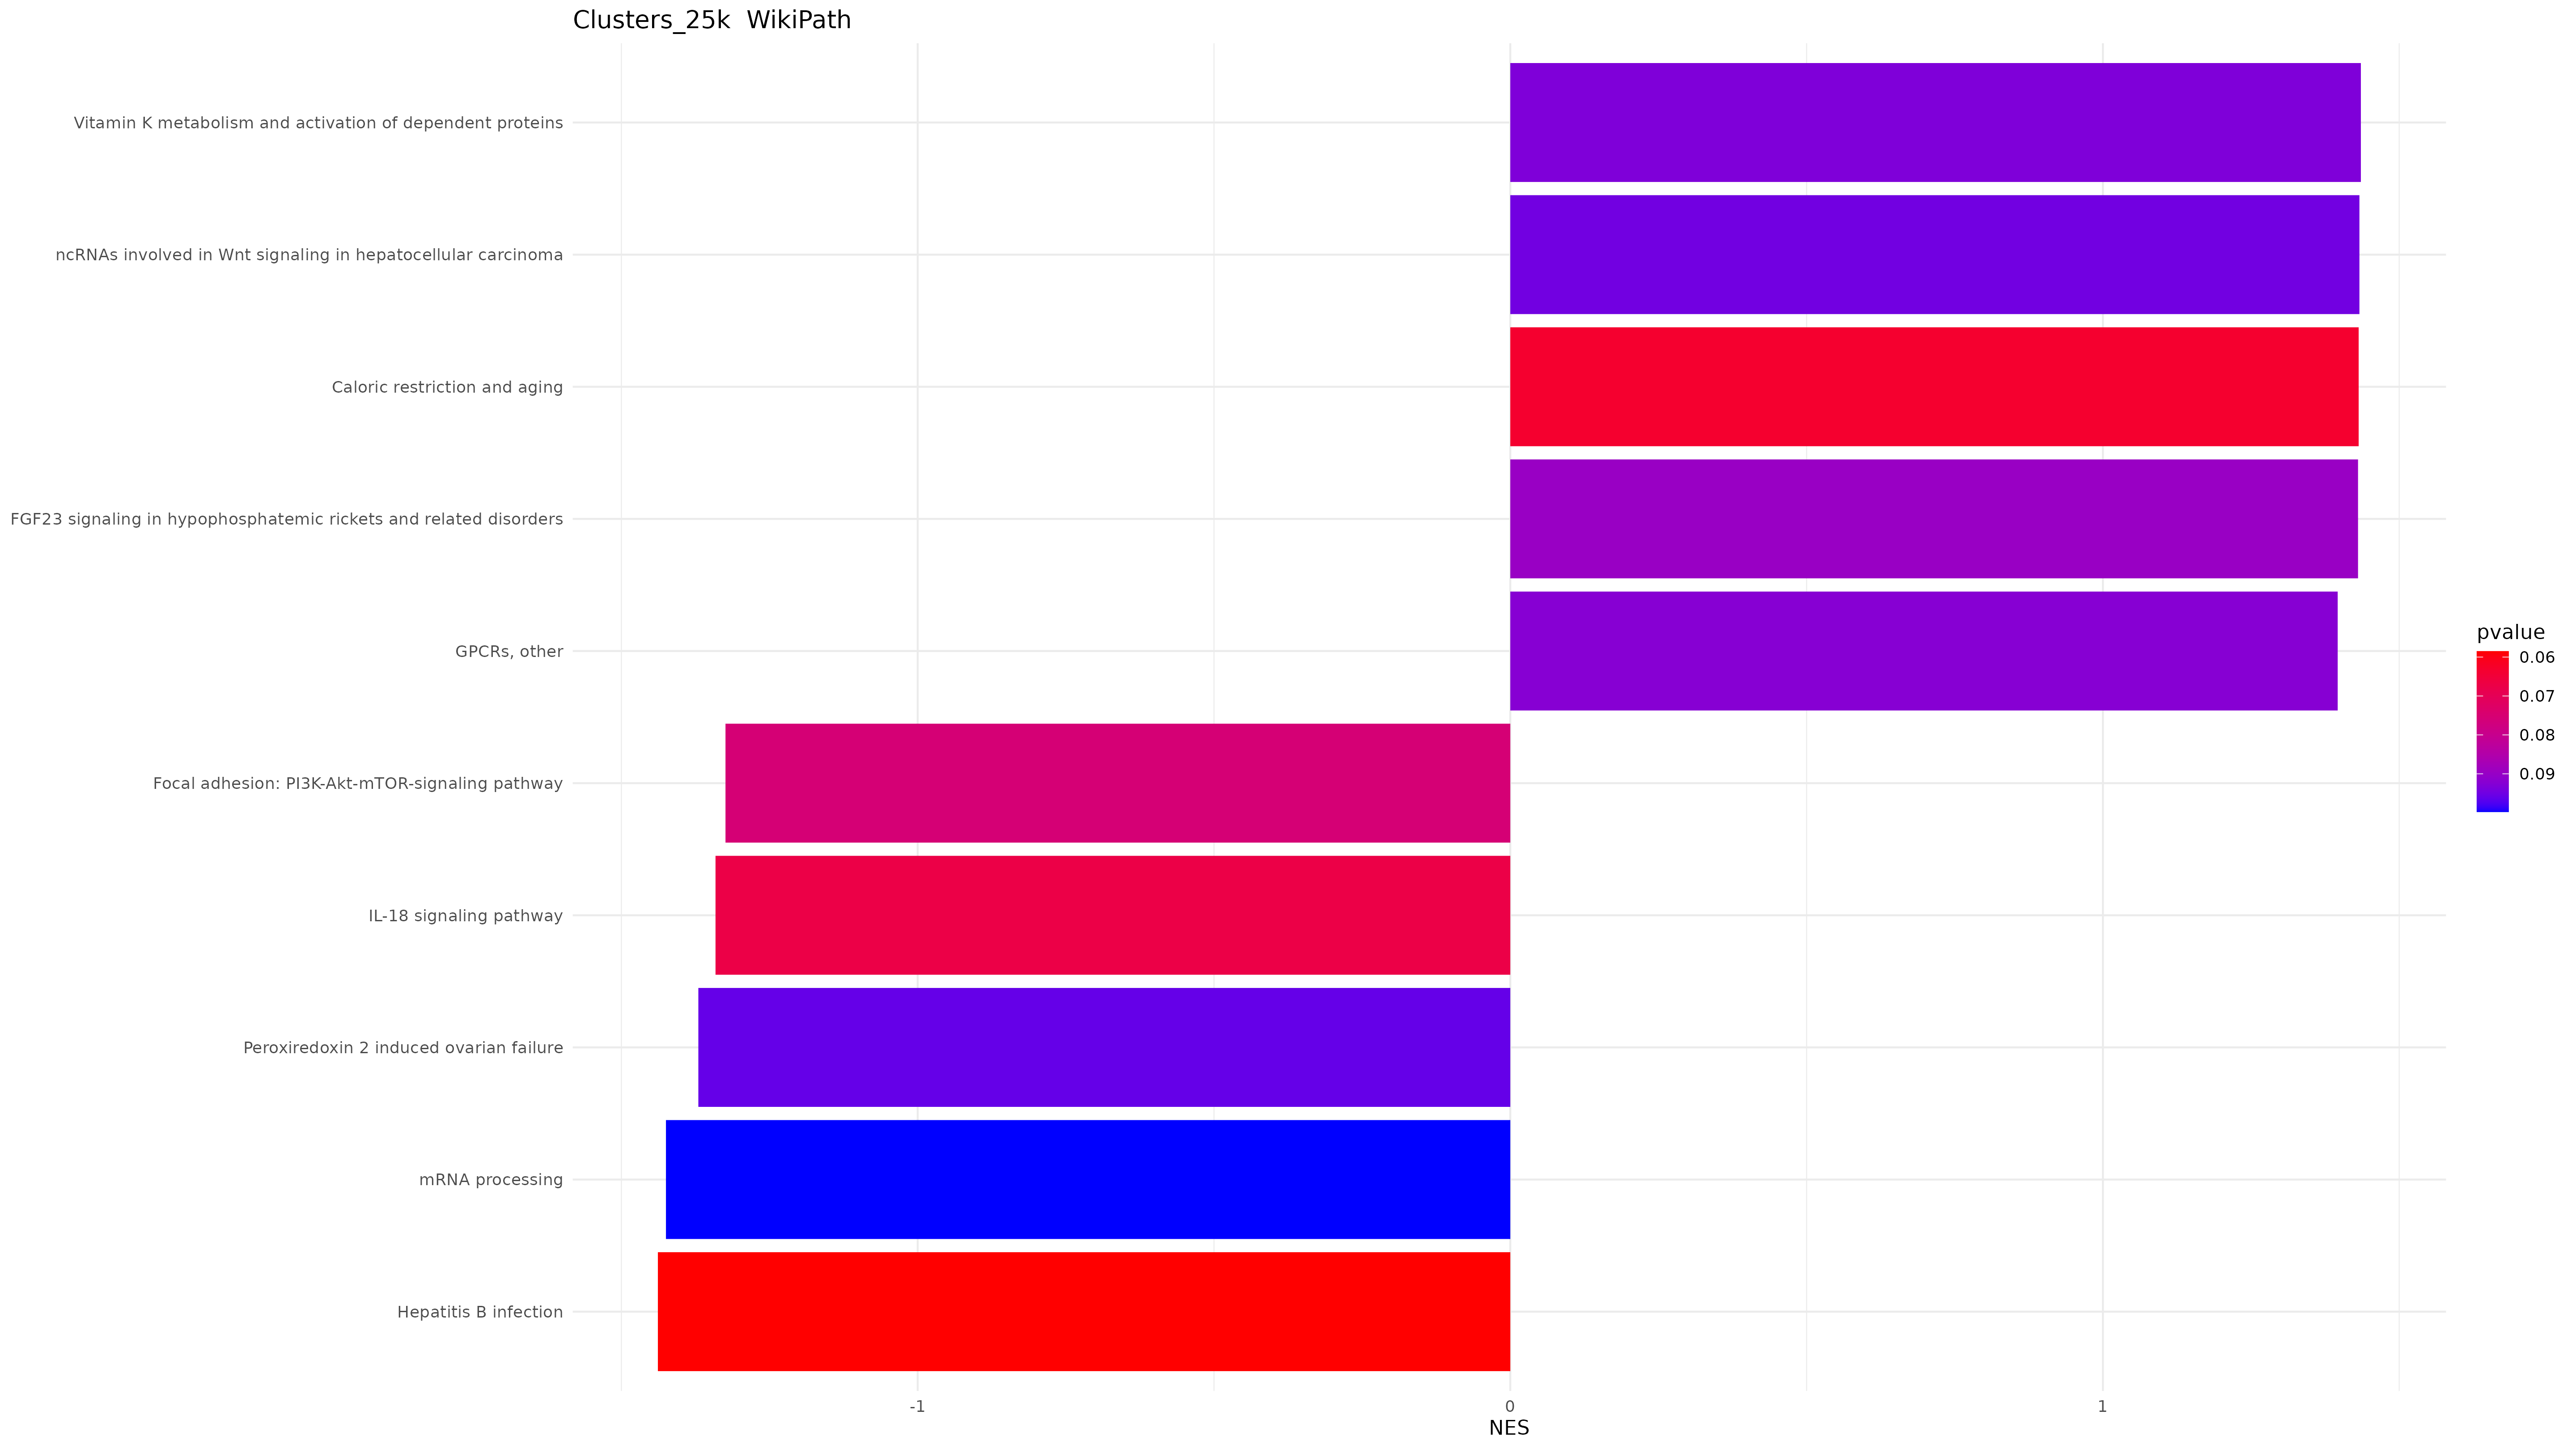 Clusters_25k  WikiPath
Vitamin K metabolism and activation of dependent proteins
ncRNAs involved in Wnt signaling in hepatocellular carcinoma
Caloric restriction and aging
FGF23 signaling in hypophosphatemic rickets and related disorders
GPCRs, other
Focal adhesion: PI3K-Akt-mTOR-signaling pathway
IL-18 signaling pathway
Peroxiredoxin 2 induced ovarian failure
mRNA processing
Hepatitis B infection
-1
0
1
NES
pvalue
0.06
0.07
0.08
0.09